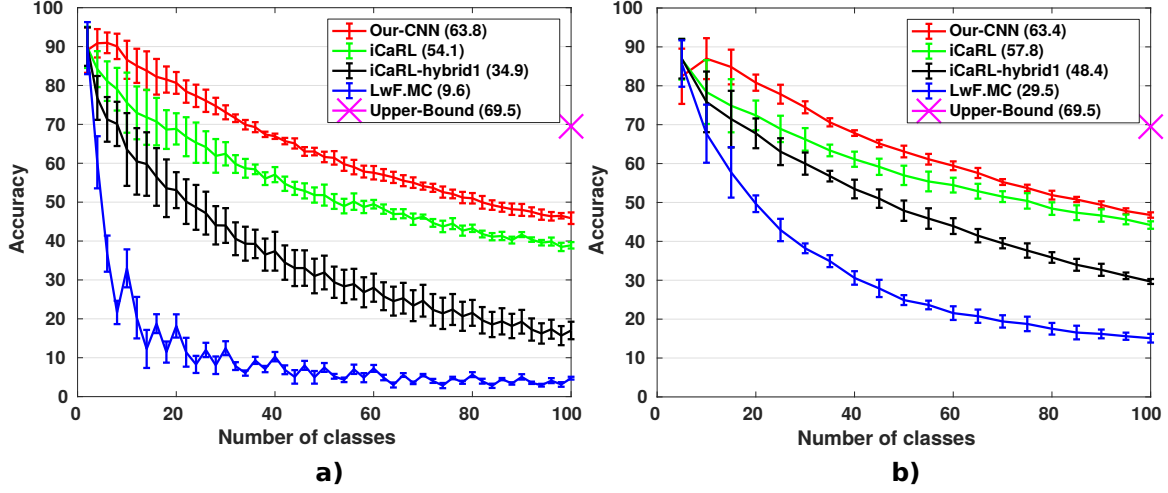 100
90
80
70
60
50
40
30
20
10
0
Accuracy
0 20 40 60 80 100
Number of classes
Our-CNN (63.8)
iCaRL (54.1)
iCaRL-hybrid1 (34.9)
LwF.MC (9.6)
Upper-Bound (69.5)
a)
100
90
80
70
60
50
40
30
20
10
0
Accuracy
0 20 40 60 80 100
Number of classes
Our-CNN (63.4)
iCaRL (57.8)
iCaRL-hybrid1 (48.4)
LwF.MC (29.5)
Upper-Bound (69.5)
b)